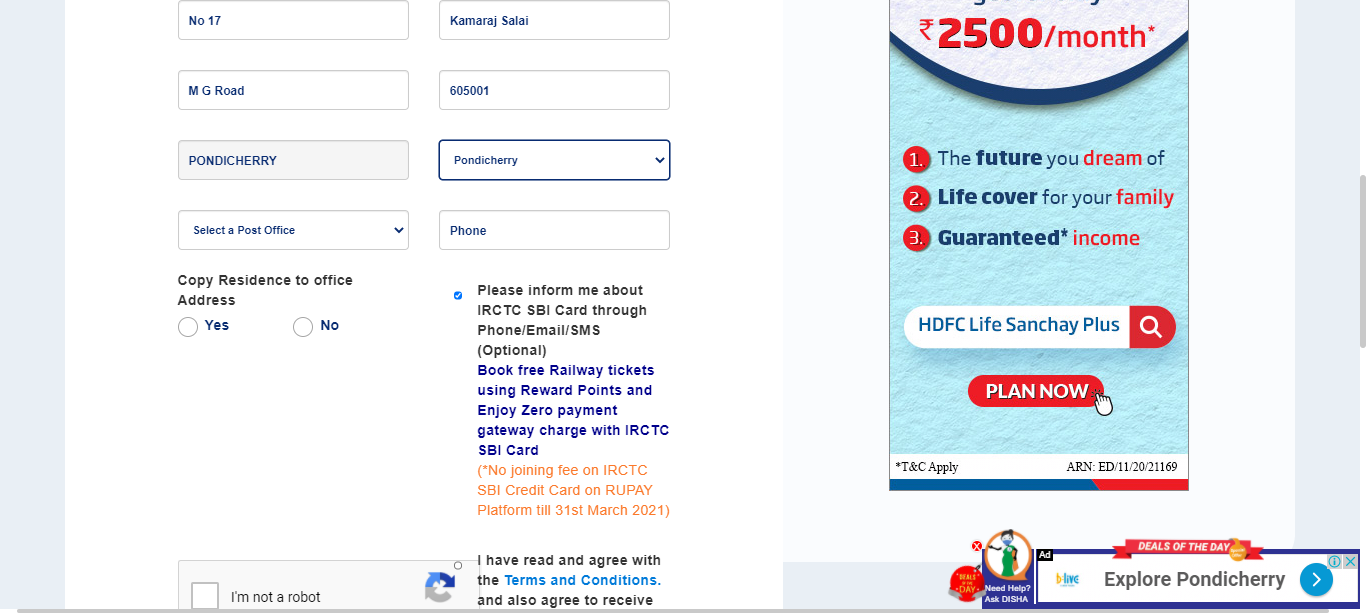 No 17
Kamaraj Salai
M G Road
605001
PONDICHERRY
Pondicherry
Select a Post Office
Phone
Copy Residence to office
Address
Yes
No
Please inform me about
IRCTC SBI Card through
Phone/Email/SMS
(Optional)
Book free Railway tickets
using Reward Points and
Enjoy Zero payment
gateway charge with IRCTC
SBI Card
(*No joining fee on IRCTC
SBI Credit Card on RUPAY
Platform till 31st March 2021)
I'm not a robot
I have read and agree with
the Terms and Conditions.
and also agree to receive
₹2500/month*
1. The future you dream of
2. Life cover for your family
3. Guaranteed* income
HDFC Life Sanchay Plus
PLAN NOW
*T&C Apply
ARN: ED/11/20/21169
DEALS OF THE DAY
Need Help?
Ask DISHA
Ad
DEALS OF THE DAY
b-live
Explore Pondicherry